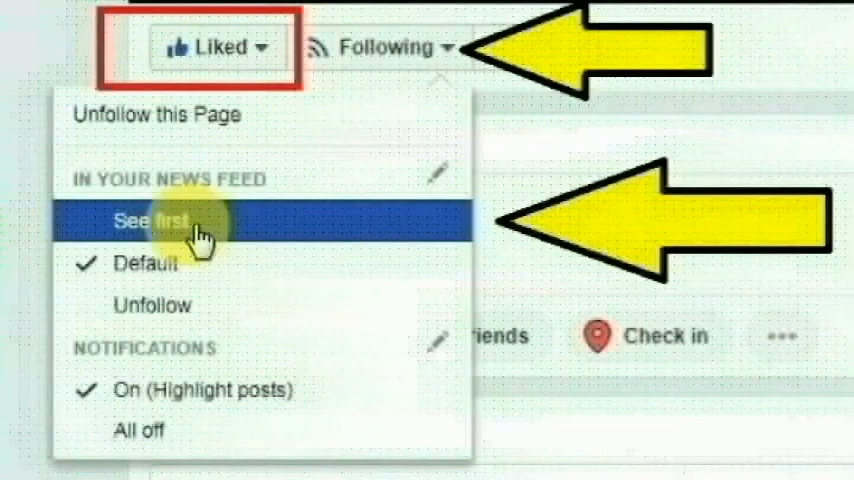 Liked Following
Unfollow this Page
IN YOUR NEWS FEED
See first
Default
Unfollow
riends Check in
NOTIFICATIONS
On (Highlight posts)
All off